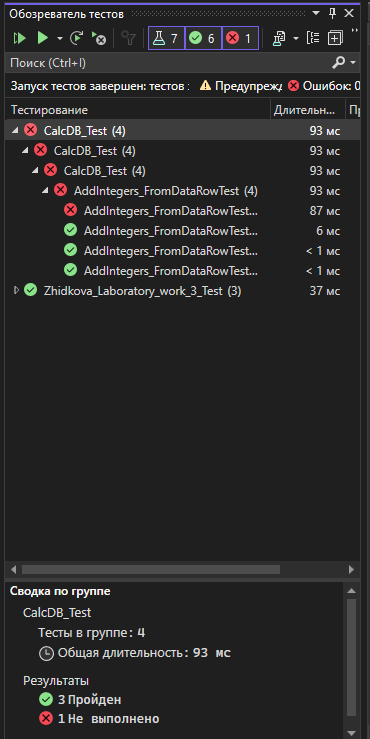 Обозреватель тестов
7 6 1
Поиск (Ctrl+I)
Запуск тестов завершен: тестов : Предупрежд Ошибок: 0
Тестирование Длительн... Пр
CalcDB_Test (4) 93 мс
CalcDB_Test (4) 93 мс
CalcDB_Test (4) 93 мс
AddIntegers_FromDataRowTest (4) 93 мс
AddIntegers_FromDataRowTest... 87 мс
AddIntegers_FromDataRowTest... 6 мс
AddIntegers_FromDataRowTest... < 1 мс
AddIntegers_FromDataRowTest... < 1 мс
Zhidkova_Laboratory_work_3_Test (3) 37 мс
Сводка по группе
CalcDB_Test
Тесты в группе: 4
Общая длительность: 93 мс
Результаты
3 Пройден
1 Не выполнено